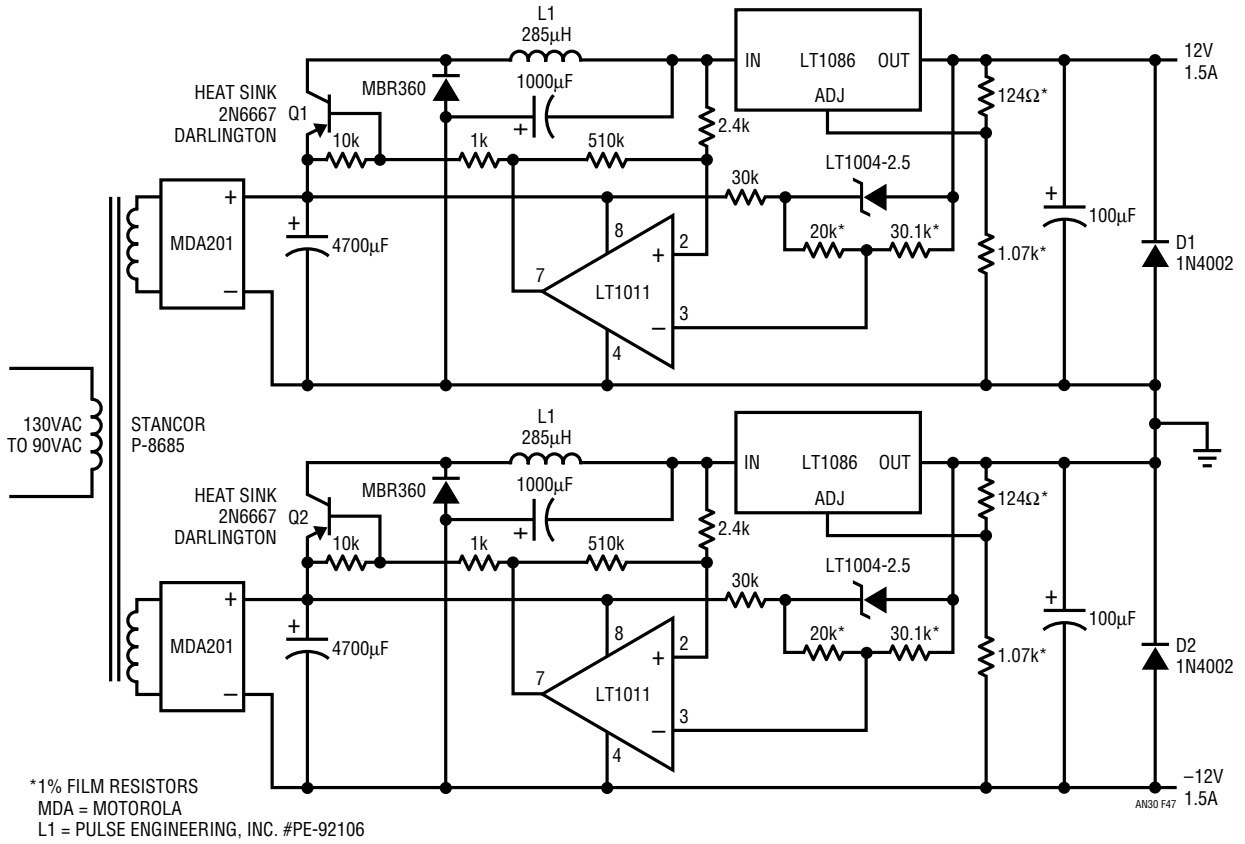 L1
285µH
MBR360
1000µF
+
HEAT SINK
2N6667
DARLINGTON
Q1
10k
1k
510k
2.4k
IN LT1086 OUT
ADJ
12V
1.5A
124Ω*
LT1004-2.5
30k
20k*
30.1k*
1.07k*
+
100µF
D1
1N4002
MDA201
+
–
+
4700µF
8
2
+
7
LT1011
3
–
4
130VAC
TO 90VAC
STANCOR
P-8685
L1
285µH
MBR360
1000µF
+
HEAT SINK
2N6667
DARLINGTON
Q2
10k
1k
510k
2.4k
IN LT1086 OUT
ADJ
124Ω*
LT1004-2.5
30k
20k*
30.1k*
1.07k*
+
100µF
D2
1N4002
MDA201
+
–
+
4700µF
8
2
+
7
LT1011
3
–
4
–12V
1.5A
AN30 F47
*1% FILM RESISTORS
MDA = MOTOROLA
L1 = PULSE ENGINEERING, INC. #PE-92106